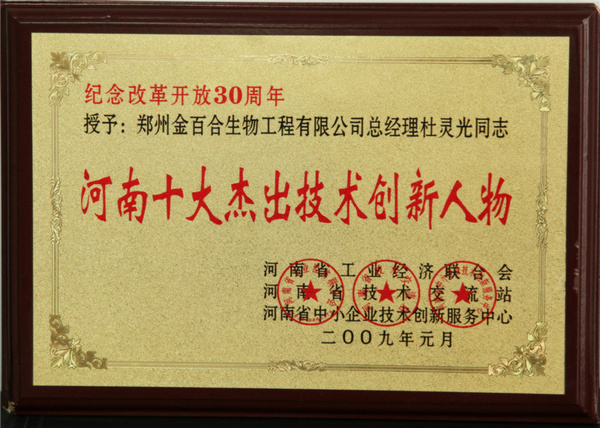 纪念改革开放30周年
授予：郑州金百合生物工程有限公司总经理杜灵光同志
河南十大杰出技术创新人物
河南省工业经济联合会
河南省技术交流站
河南省中小企业技术创新服务中心
二〇〇九年元月